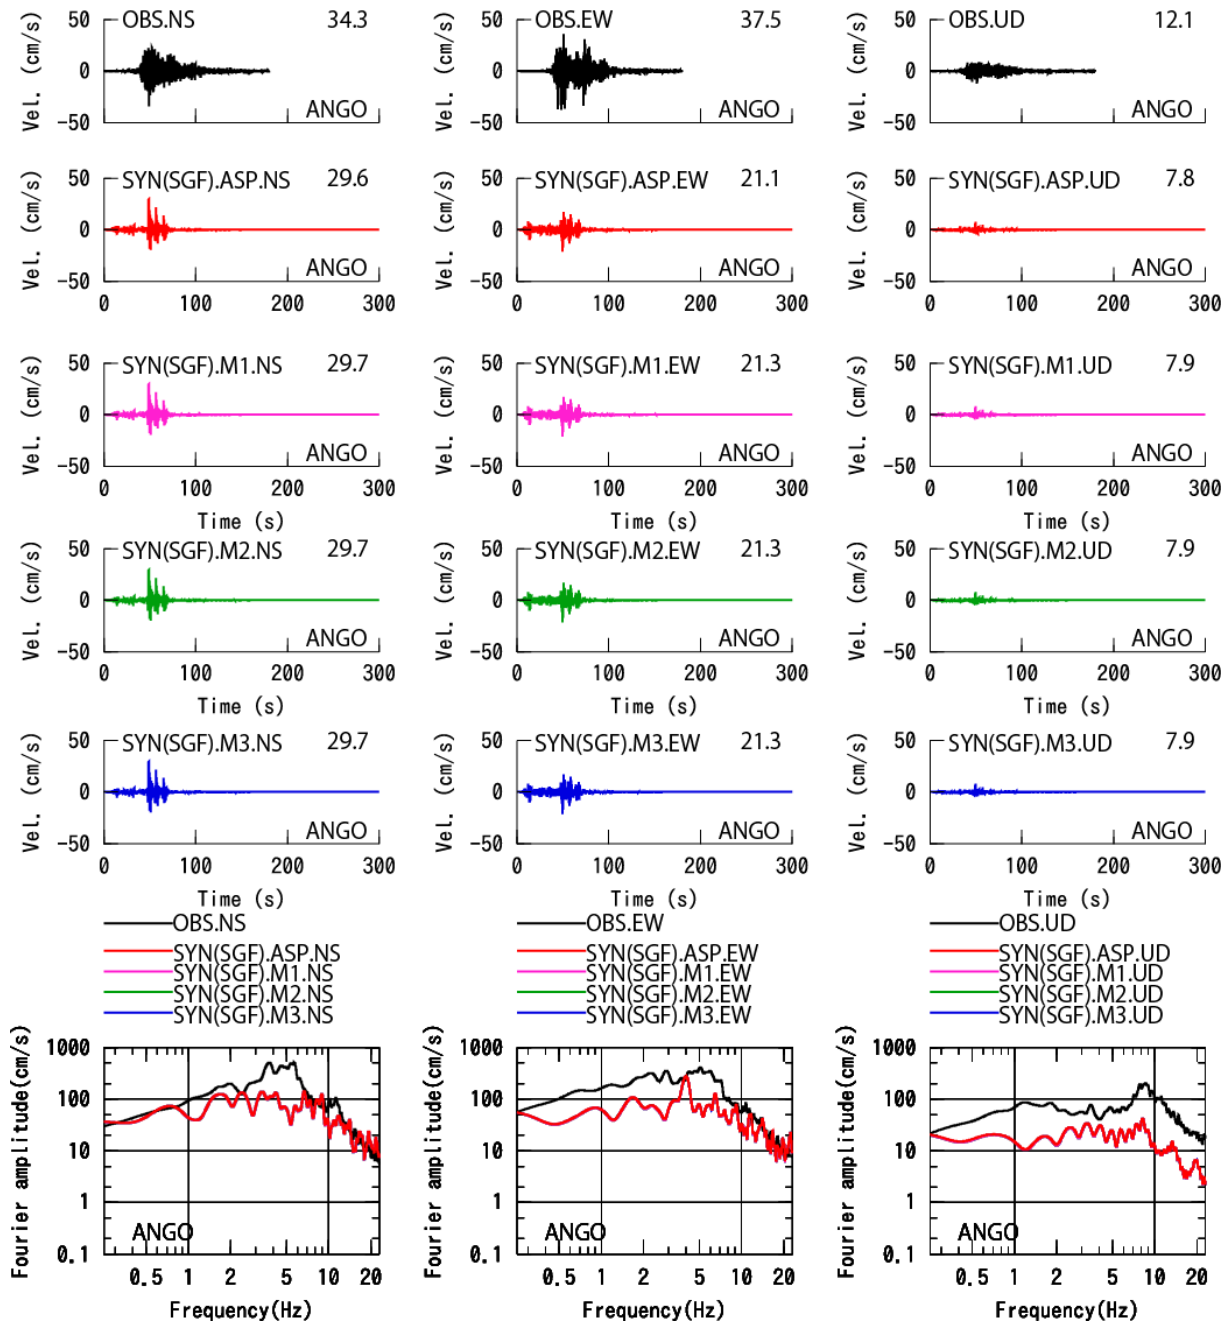 OBS.NS 34.3
50
0
-50
Vel. (cm/s)
ANGO
OBS.EW 37.5
50
0
-50
Vel. (cm/s)
ANGO
OBS.UD 12.1
50
0
-50
Vel. (cm/s)
ANGO
SYN(SGF).ASP.NS 29.6
50
0
-50
Vel. (cm/s)
ANGO
0 100 200 300
SYN(SGF).ASP.EW 21.1
50
0
-50
Vel. (cm/s)
ANGO
0 100 200 300
SYN(SGF).ASP.UD 7.8
50
0
-50
Vel. (cm/s)
ANGO
0 100 200 300
SYN(SGF).M1.NS 29.7
50
0
-50
Vel. (cm/s)
ANGO
0 100 200 300
Time (s)
SYN(SGF).M1.EW 21.3
50
0
-50
Vel. (cm/s)
ANGO
0 100 200 300
Time (s)
SYN(SGF).M1.UD 7.9
50
0
-50
Vel. (cm/s)
ANGO
0 100 200 300
Time (s)
SYN(SGF).M2.NS 29.7
50
0
-50
Vel. (cm/s)
ANGO
0 100 200 300
Time (s)
SYN(SGF).M2.EW 21.3
50
0
-50
Vel. (cm/s)
ANGO
0 100 200 300
Time (s)
SYN(SGF).M2.UD 7.9
50
0
-50
Vel. (cm/s)
ANGO
0 100 200 300
Time (s)
SYN(SGF).M3.NS 29.7
50
0
-50
Vel. (cm/s)
ANGO
0 100 200 300
Time (s)
SYN(SGF).M3.EW 21.3
50
0
-50
Vel. (cm/s)
ANGO
0 100 200 300
Time (s)
SYN(SGF).M3.UD 7.9
50
0
-50
Vel. (cm/s)
ANGO
0 100 200 300
Time (s)
OBS.NS
SYN(SGF).ASP.NS
SYN(SGF).M1.NS
SYN(SGF).M2.NS
SYN(SGF).M3.NS
OBS.EW
SYN(SGF).ASP.EW
SYN(SGF).M1.EW
SYN(SGF).M2.EW
SYN(SGF).M3.EW
OBS.UD
SYN(SGF).ASP.UD
SYN(SGF).M1.UD
SYN(SGF).M2.UD
SYN(SGF).M3.UD
1000
100
10
1
0.1
Fourier amplitude(cm/s)
ANGO
0.5 1 2 5 10 20
Frequency(Hz)
1000
100
10
1
0.1
Fourier amplitude(cm/s)
ANGO
0.5 1 2 5 10 20
Frequency(Hz)
1000
100
10
1
0.1
Fourier amplitude(cm/s)
ANGO
0.5 1 2 5 10 20
Frequency(Hz)